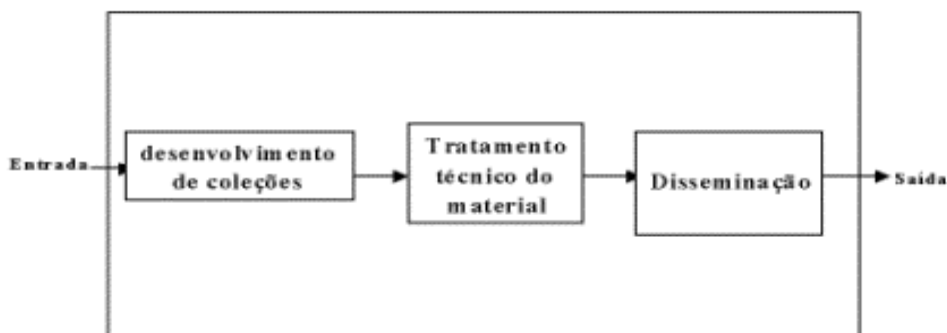 Entrada
desenvolvimento
de coleções
Tratamento
técnico do
material
Disseminação
Saída